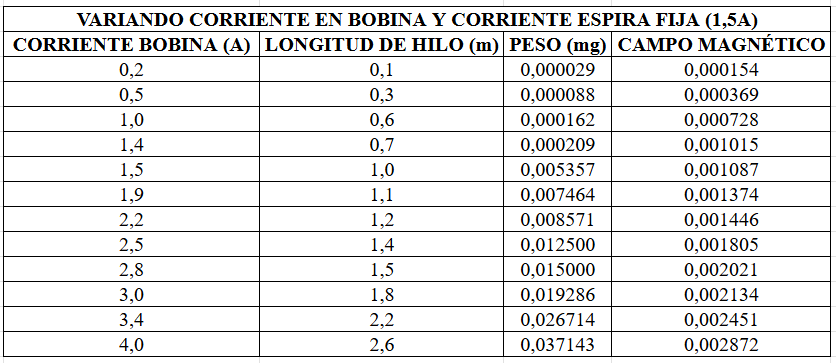 VARIANDO CORRIENTE EN BOBINA Y CORRIENTE ESPIRA FIJA (1,5A)
CORRIENTE BOBINA (A) LONGITUD DE HILO (m) PESO (mg) CAMPO MAGNÉTICO
0,2 0,1 0,000029 0,000154
0,5 0,3 0,000088 0,000369
1,0 0,6 0,000162 0,000728
1,4 0,7 0,000209 0,001015
1,5 1,0 0,005357 0,001087
1,9 1,1 0,007464 0,001374
2,2 1,2 0,008571 0,001446
2,5 1,4 0,012500 0,001805
2,8 1,5 0,015000 0,002021
3,0 1,8 0,019286 0,002134
3,4 2,2 0,026714 0,002451
4,0 2,6 0,037143 0,002872